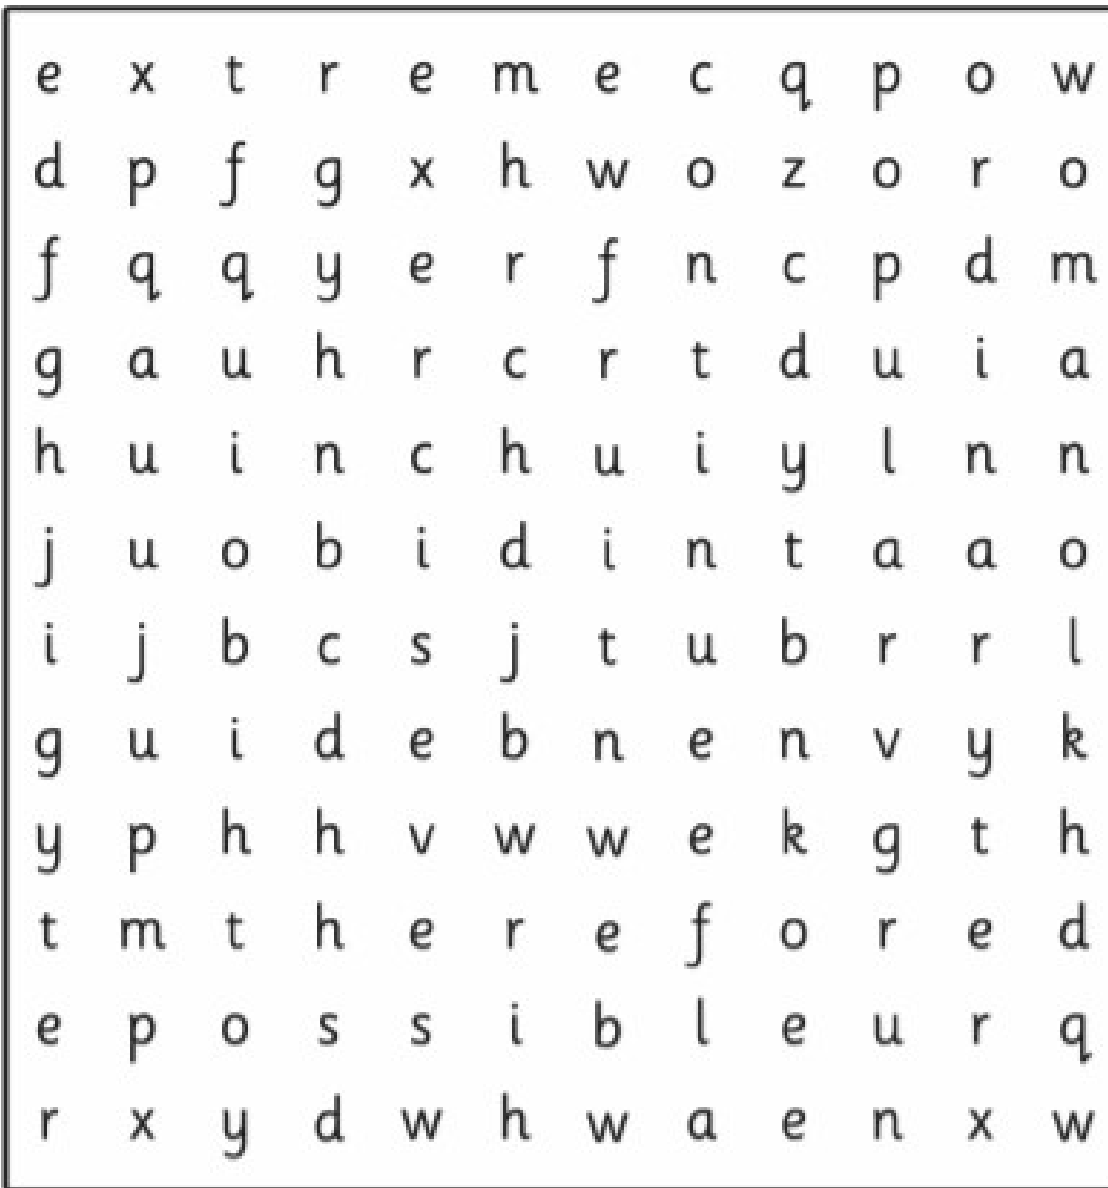 e x t r e m e c q p o w
d p f g x h w o z o r o
f q q y e r f n c p d m
g a u h r c r t d u i a
h u i n c h u i y l n n
j u o b i d i n t a a o
i j b c s j t u b r r l
g u i d e b n e n v y k
y p h h v w w e k g t h
t m t h e r e f o r e d
e p o s s i b l e u r q
r x y d w h w a e n x w